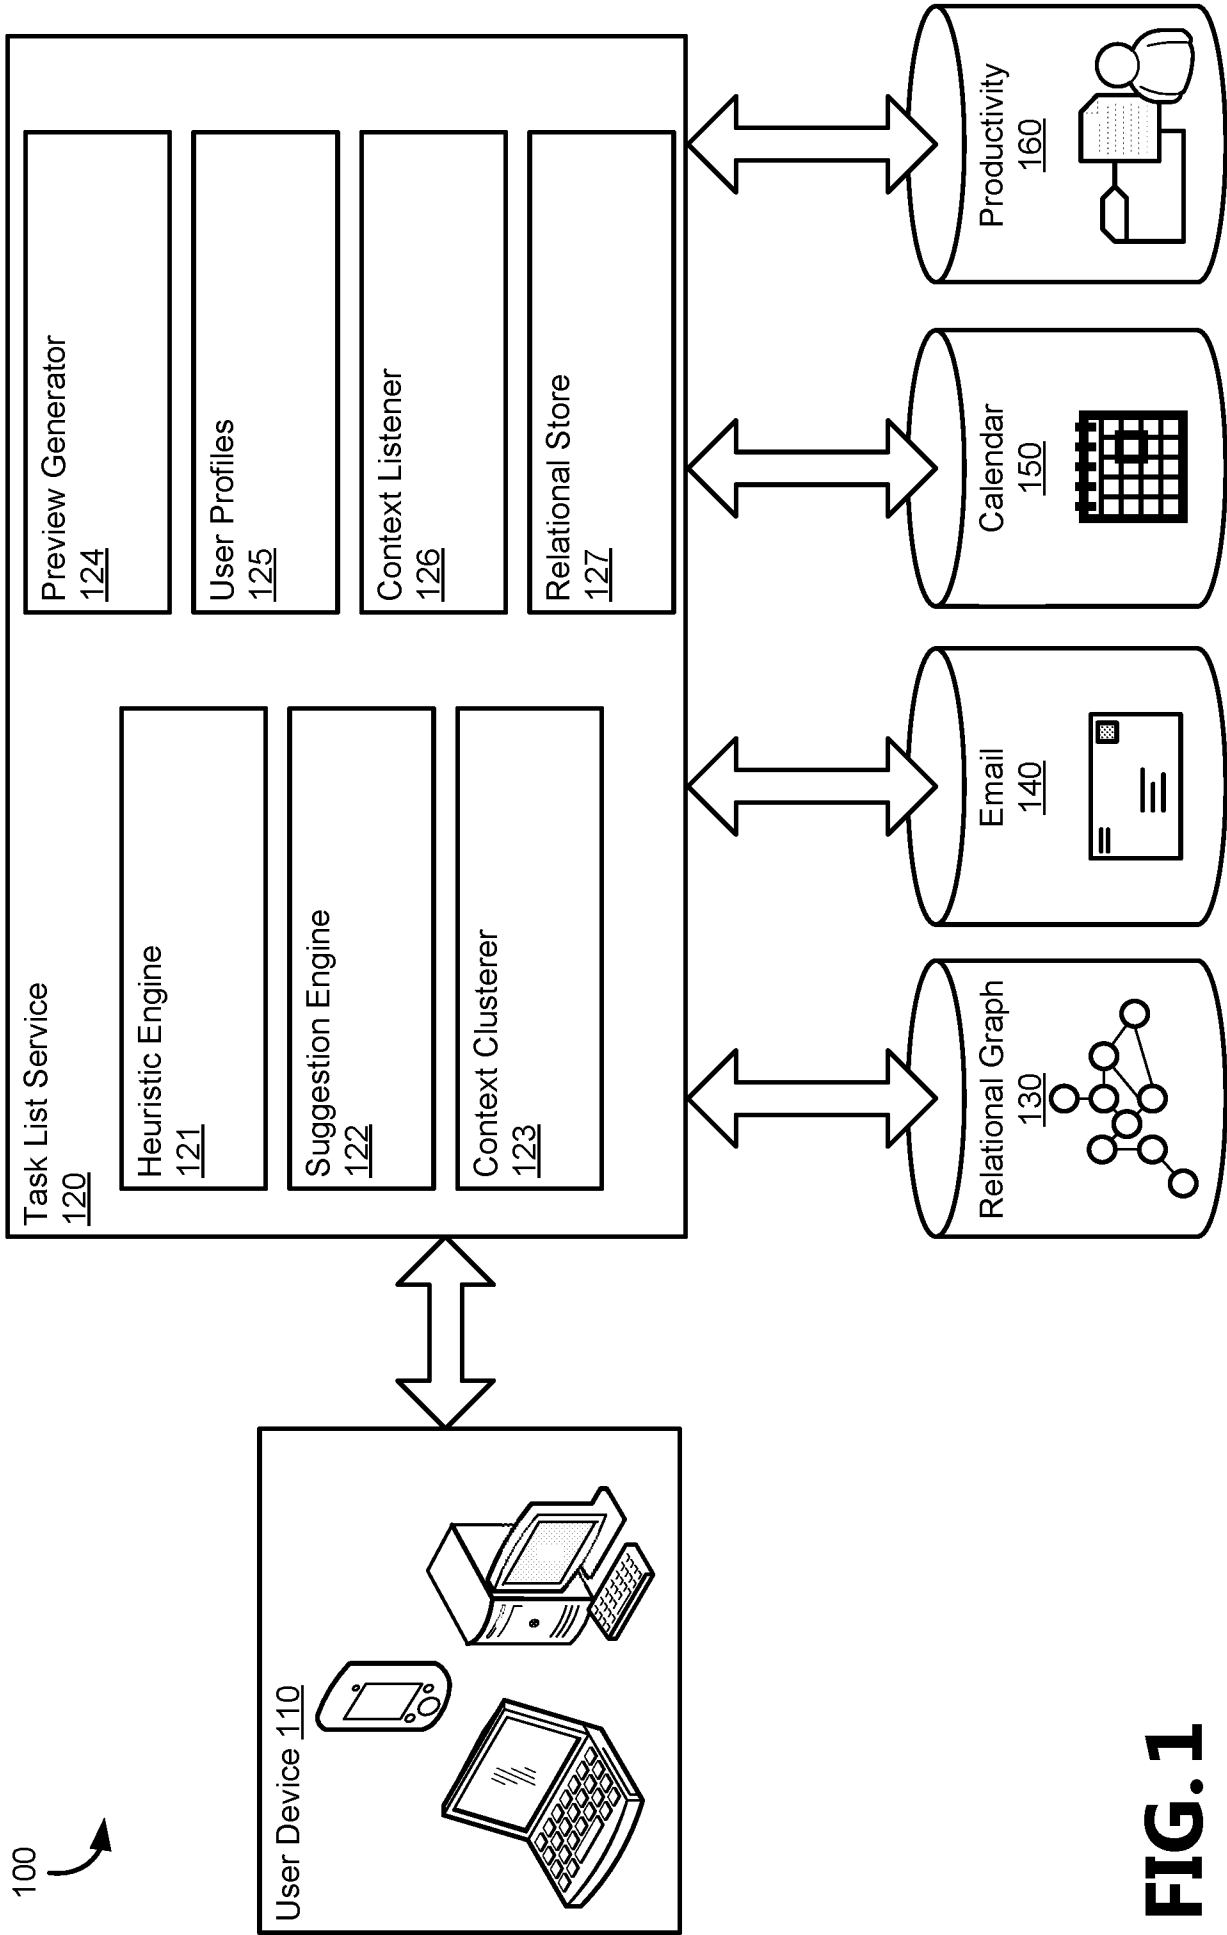 100
User Device 110
Task List Service
120
Heuristic Engine
121
Suggestion Engine
122
Context Clusterer
123
Preview Generator
124
User Profiles
125
Context Listener
126
Relational Store
127
Relational Graph
130
Email
140
Calendar
150
Productivity
160
FIG. 1